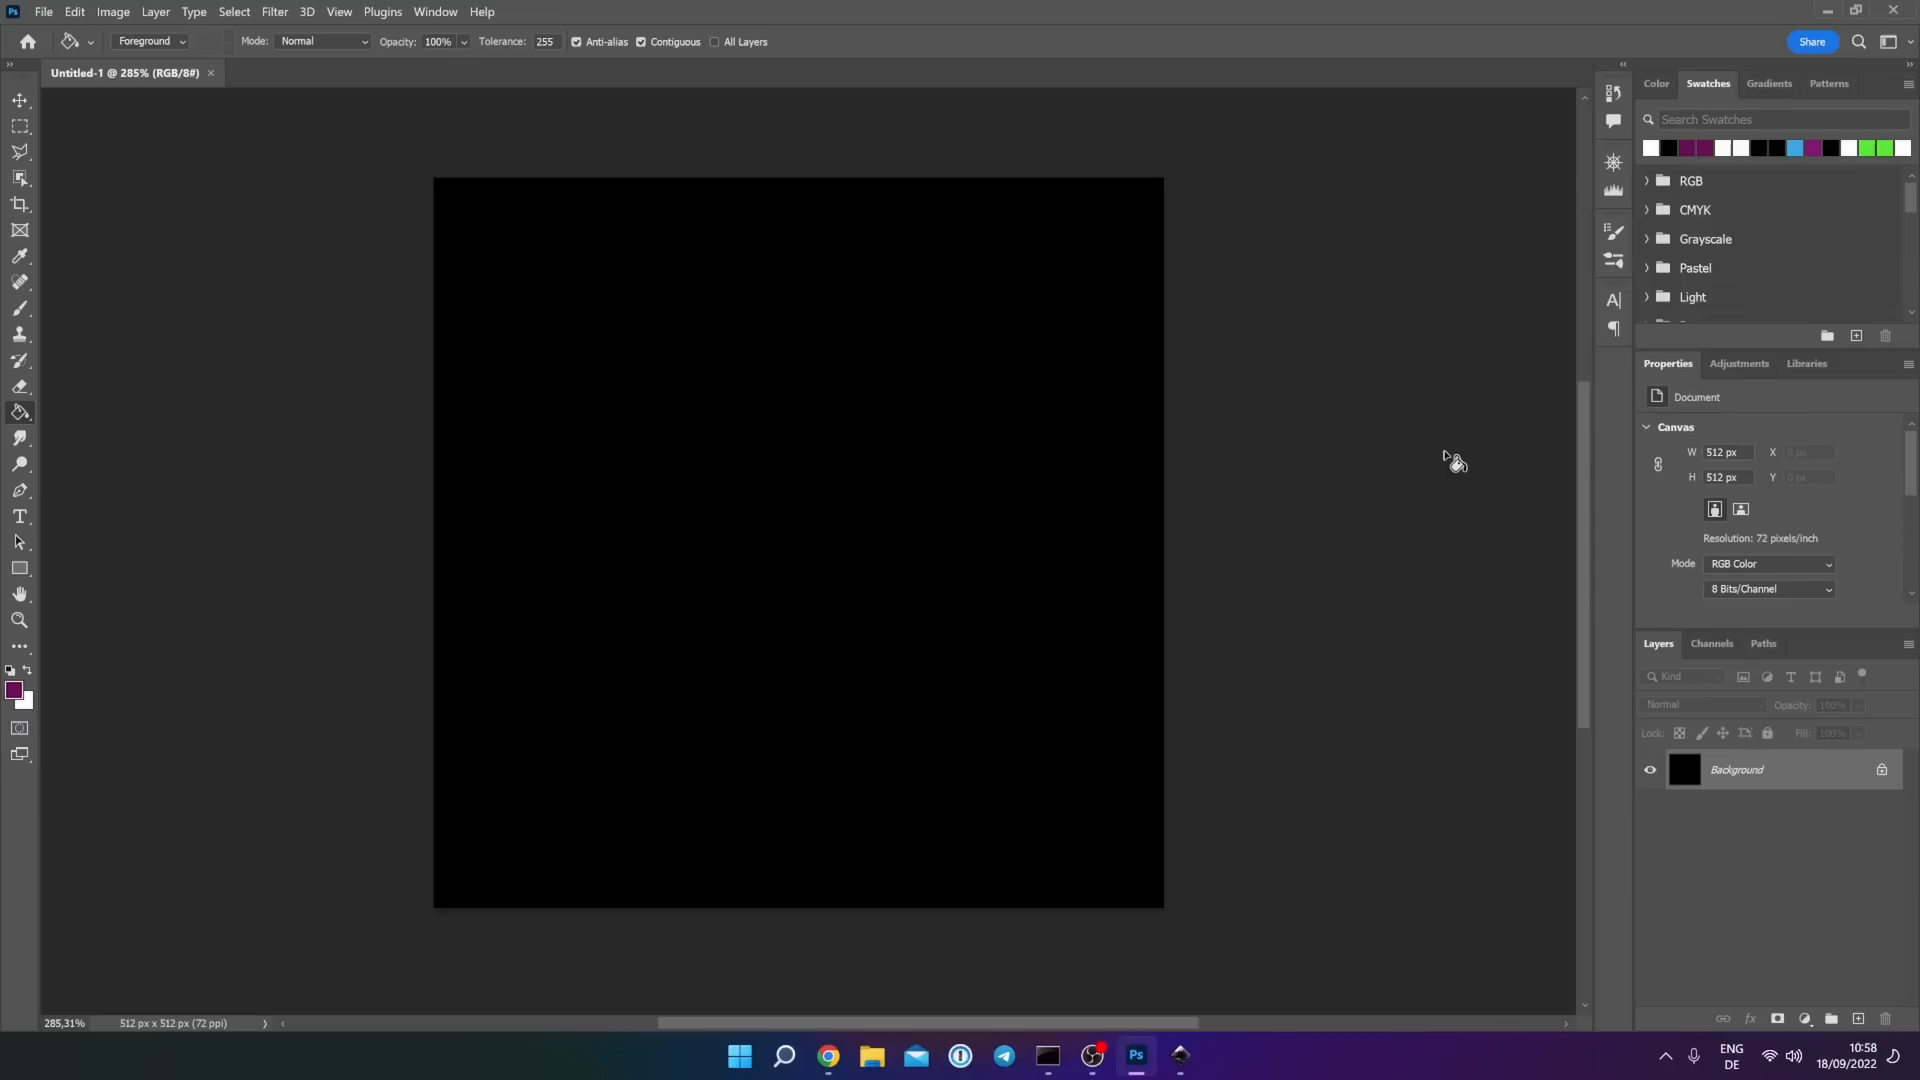 Ps File Edit Image Layer Type Select Filter 3D View Plugins Window Help
Foreground Mode: Normal Opacity: 100% Tolerance: 255 Anti-alias Contiguous All Layers Share
Untitled-1 @ 285% (RGB/8#) ×
Color Swatches Gradients Patterns
Search Swatches
RGB
CMYK
Grayscale
Pastel
Light
Properties Adjustments Libraries
Document
Canvas
W 512 px X 0 px
H 512 px Y 0 px
Resolution: 72 pixels/inch
Mode RGB Color
8 Bits/Channel
Layers Channels Paths
Kind
Normal Opacity: 100%
Lock: Fill: 100%
Background
285,31% 512 px x 512 px (72 ppi)
Ps
ENG
DE
10:58
18/09/2022